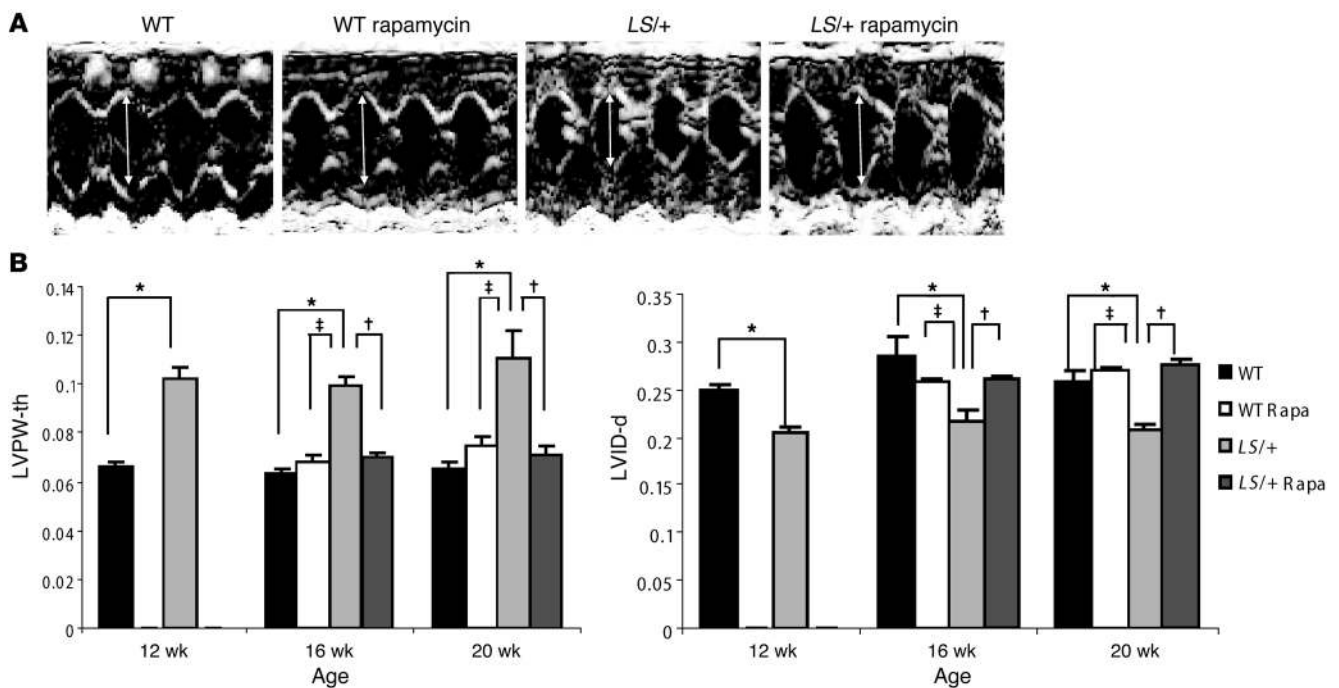 A
WT
WT rapamycin
LS/+
LS/+ rapamycin
B
LVPW-th
0.14
0.12
0.1
0.08
0.06
0.04
0.02
0
*
*
‡
†
*
‡
†
12 wk
16 wk
20 wk
Age
LVID-d
0.35
0.3
0.25
0.2
0.15
0.1
0.05
0
*
*
‡
†
*
‡
†
12 wk
16 wk
20 wk
Age
WT
WT Rapa
LS/+
LS/+ Rapa